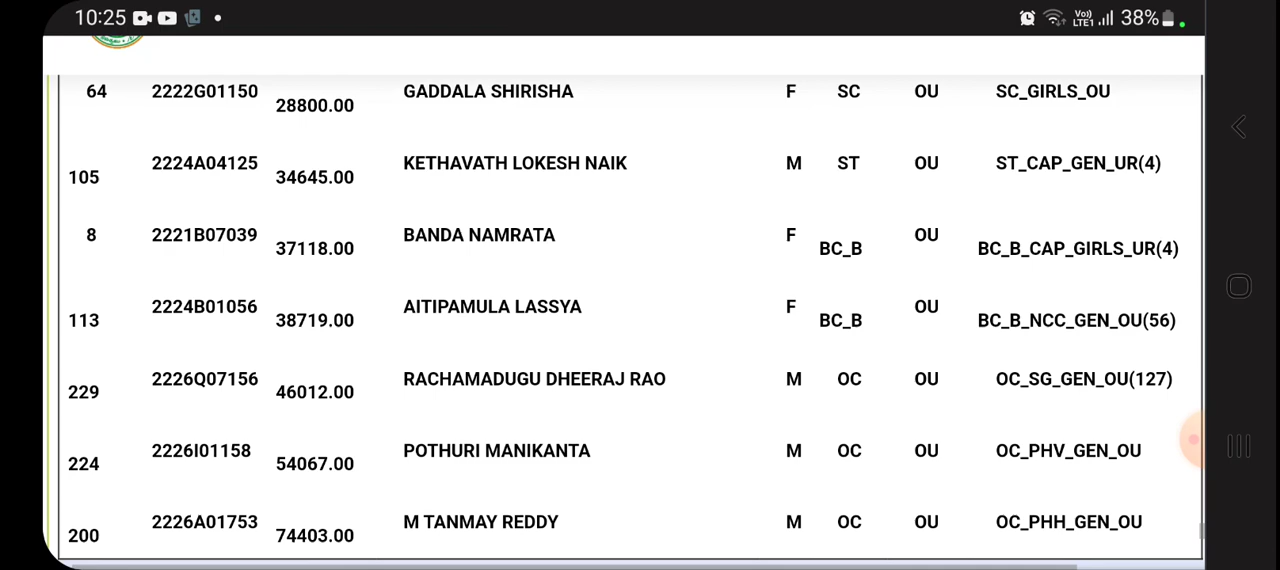 10:25 Vo) LTE1 38%
64 2222G01150 28800.00 GADDALA SHIRISHA F SC OU SC_GIRLS_OU
105 2224A04125 34645.00 KETHAVATH LOKESH NAIK M ST OU ST_CAP_GEN_UR(4)
8 2221B07039 37118.00 BANDA NAMRATA F BC_B OU BC_B_CAP_GIRLS_UR(4)
113 2224B01056 38719.00 AITIPAMULA LASSYA F BC_B OU BC_B_NCC_GEN_OU(56)
229 2226Q07156 46012.00 RACHAMADUGU DHEERAJ RAO M OC OU OC_SG_GEN_OU(127)
224 2226I01158 54067.00 POTHURI MANIKANTA M OC OU OC_PHV_GEN_OU
200 2226A01753 74403.00 M TANMAY REDDY M OC OU OC_PHH_GEN_OU